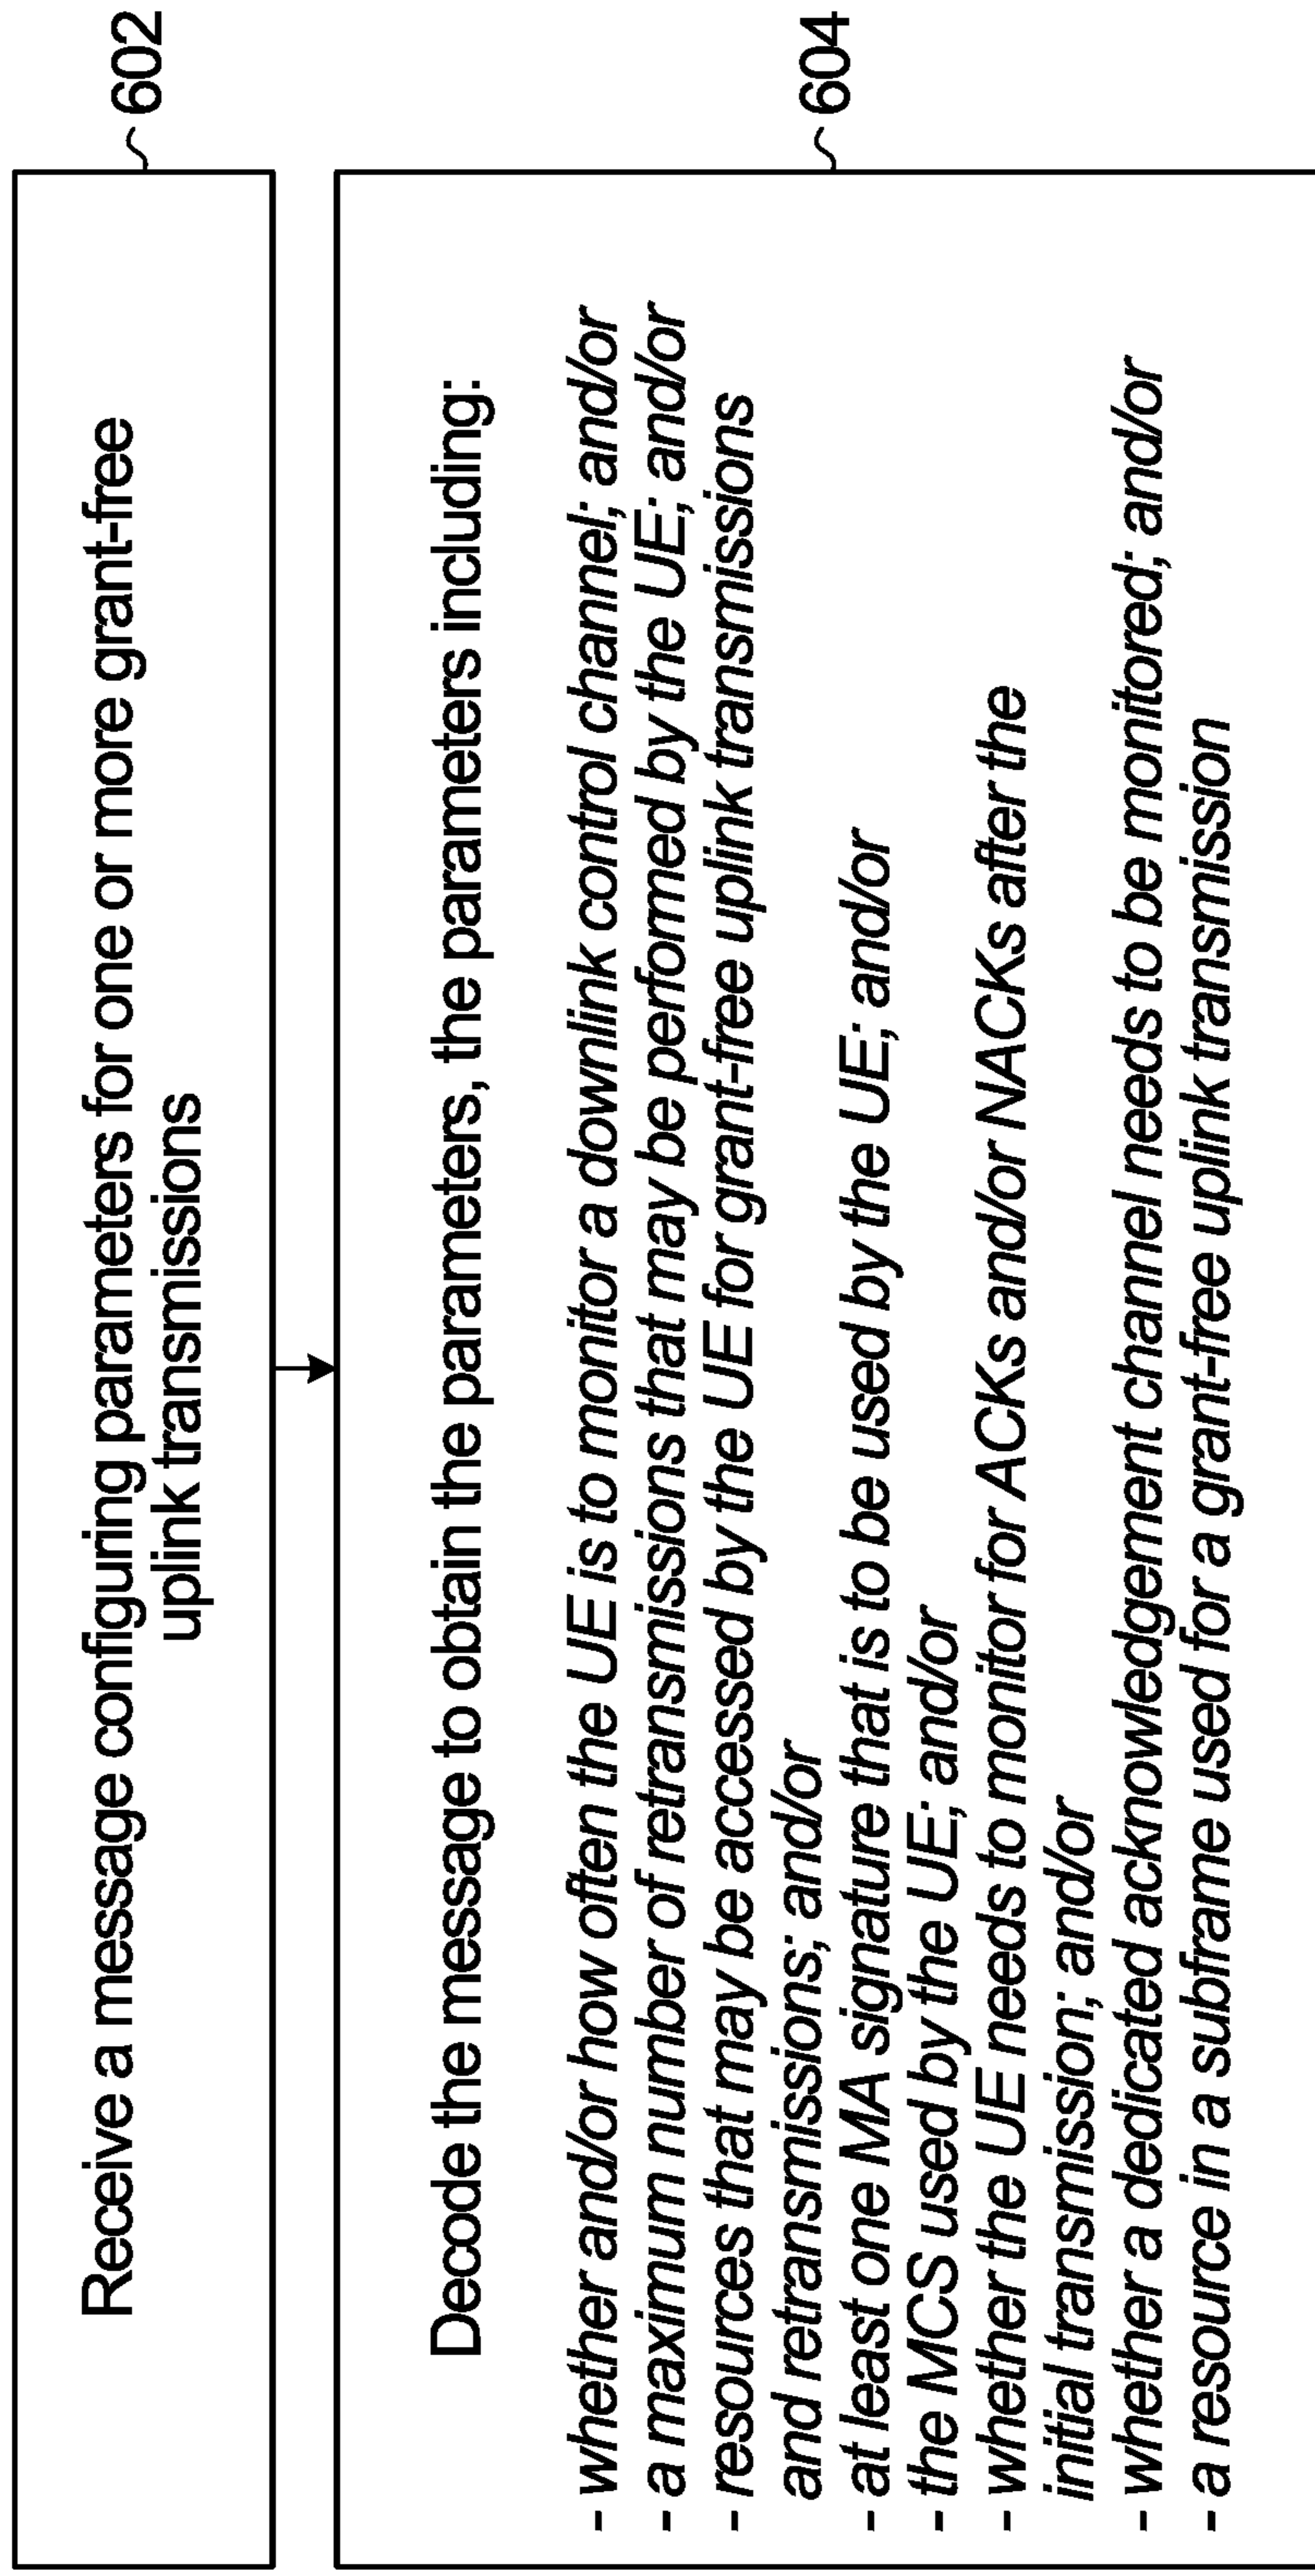 Receive a message configuring parameters for one or more grant-free
uplink transmissions
602
Decode the message to obtain the parameters, the parameters including:
- whether and/or how often the UE is to monitor a downlink control channel; and/or
- a maximum number of retransmissions that may be performed by the UE; and/or
- resources that may be accessed by the UE for grant-free uplink transmissions
and retransmissions; and/or
- at least one MA signature that is to be used by the UE; and/or
- the MCS used by the UE; and/or
- whether the UE needs to monitor for ACKs and/or NACKs after the
initial transmission; and/or
- whether a dedicated acknowledgement channel needs to be monitored; and/or
- a resource in a subframe used for a grant-free uplink transmission
604